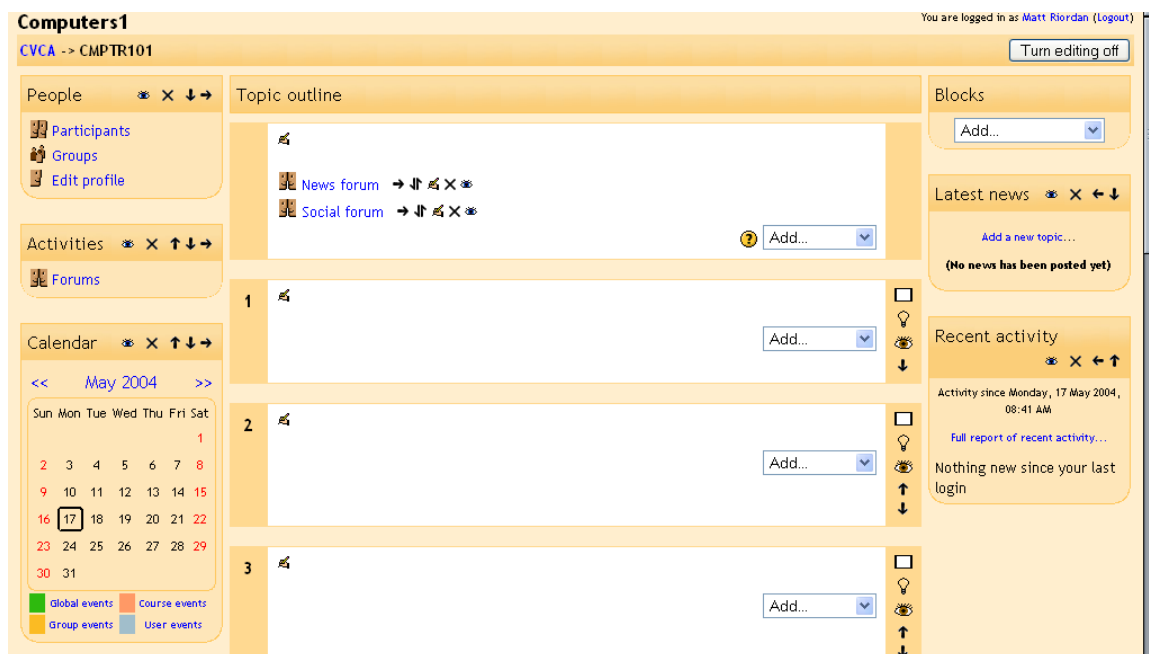 Computers1
You are logged in as Matt Riordan (Logout)
CVCA -> CMPTR101
Turn editing off
People
Participants
Groups
Edit profile
Activities
Forums
Calendar
<< May 2004 >>
Sun Mon Tue Wed Thu Fri Sat
1
2 3 4 5 6 7 8
9 10 11 12 13 14 15
16 17 18 19 20 21 22
23 24 25 26 27 28 29
30 31
Global events Course events
Group events User events
Topic outline
News forum
Social forum
? Add...
1
Add...
2
Add...
3
Add...
Blocks
Add...
Latest news
Add a new topic...
(No news has been posted yet)
Recent activity
Activity since Monday, 17 May 2004,
08:41 AM
Full report of recent activity...
Nothing new since your last
login